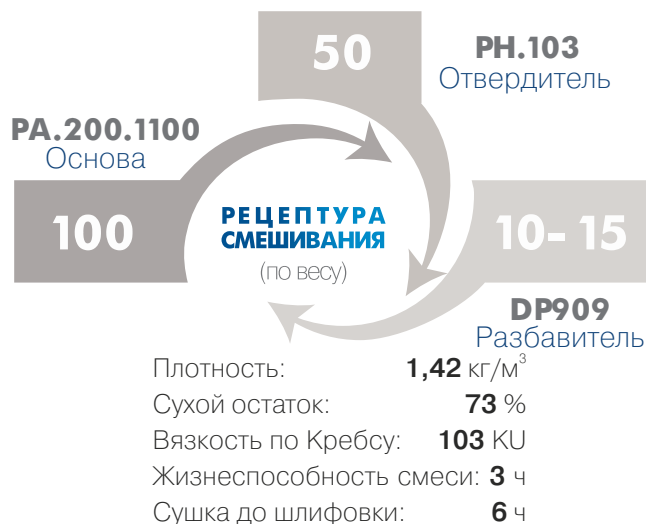 50
PH.103
Отвердитель
PA.200.1100
Основа
100
РЕЦЕПТУРА
СМЕШИВАНИЯ
(по весу)
10- 15
DP909
Разбавитель
Плотность: 1,42 кг/м³
Сухой остаток: 73 %
Вязкость по Кребсу: 103 KU
Жизнеспособность смеси: 3 ч
Сушка до шлифовки: 6 ч